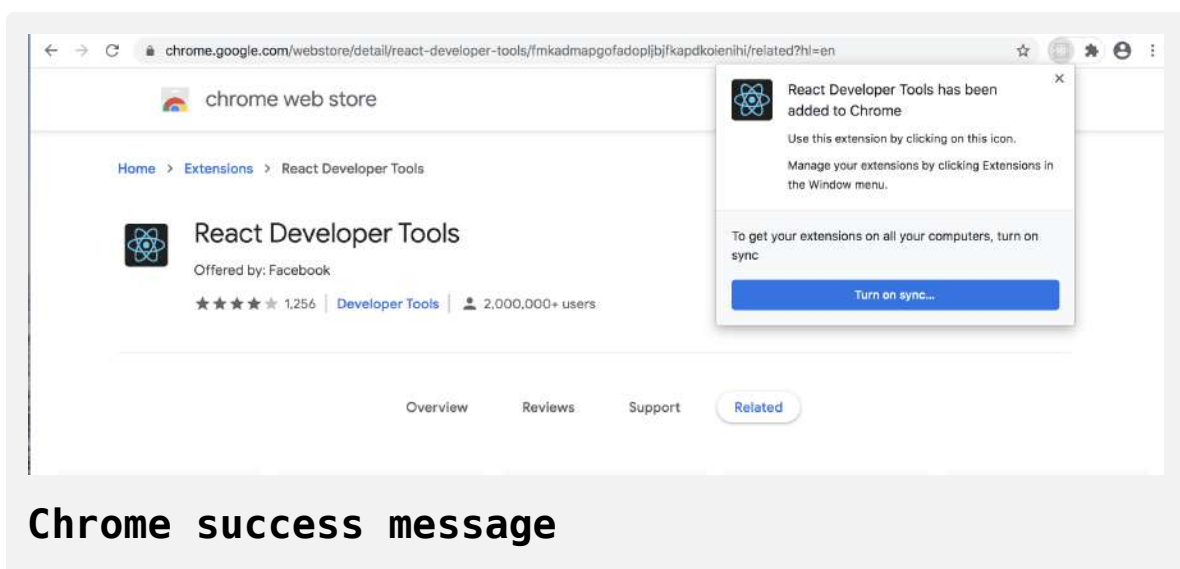 chrome.google.com/webstore/detail/react-developer-tools/fmkadmapgofadopljbjfkapdkoienihi/related?hl=en
chrome web store
React Developer Tools has been
added to Chrome
Use this extension by clicking on this icon.
Manage your extensions by clicking Extensions in
the Window menu.
To get your extensions on all your computers, turn on
sync
Turn on sync...
Home > Extensions > React Developer Tools
React Developer Tools
Offered by: Facebook
1,256 | Developer Tools | 2,000,000+ users
Overview Reviews Support Related
Chrome success message